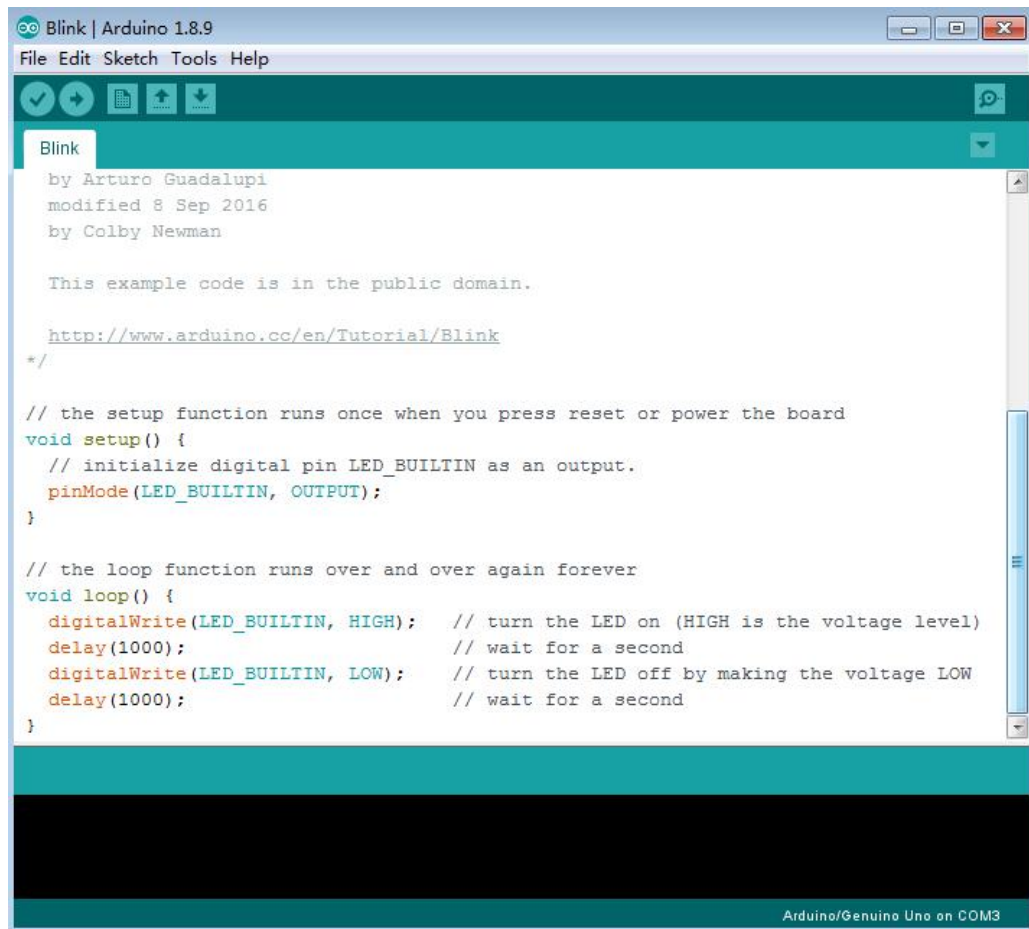 Blink | Arduino 1.8.9
File Edit Sketch Tools Help
Blink
by Arturo Guadalupi
modified 8 Sep 2016
by Colby Newman
This example code is in the public domain.
http://www.arduino.cc/en/Tutorial/Blink
*/
// the setup function runs once when you press reset or power the board
void setup() {
  // initialize digital pin LED_BUILTIN as an output.
  pinMode(LED_BUILTIN, OUTPUT);
}
// the loop function runs over and over again forever
void loop() {
  digitalWrite(LED_BUILTIN, HIGH);   // turn the LED on (HIGH is the voltage level)
  delay(1000);                       // wait for a second
  digitalWrite(LED_BUILTIN, LOW);    // turn the LED off by making the voltage LOW
  delay(1000);                       // wait for a second
}
Arduino/Genuino Uno on COM3